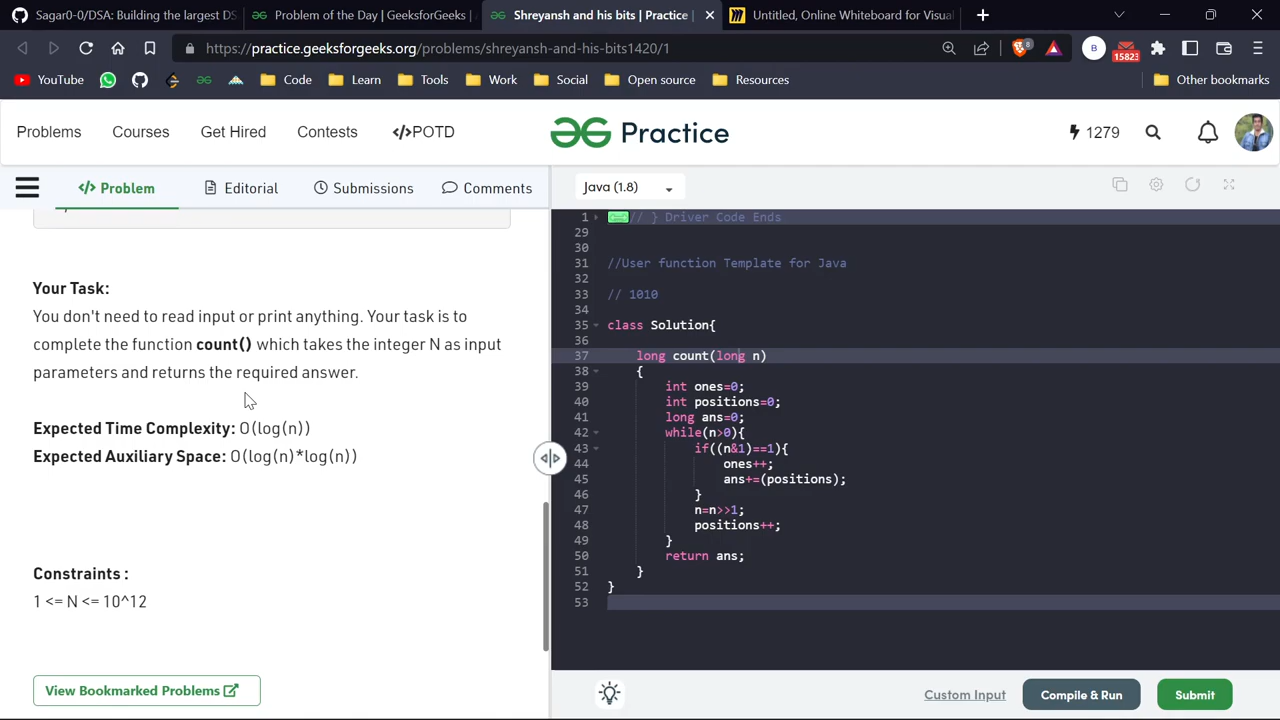 Sagar0-0/DSA: Building the largest DS
Problem of the Day | GeeksforGeeks |
Shreyansh and his bits | Practice |
Untitled, Online Whiteboard for Visual
https://practice.geeksforgeeks.org/problems/shreyansh-and-his-bits1420/1
8
B
15823
YouTube
Code
Learn
Tools
Work
Social
Open source
Resources
Other bookmarks
Problems
Courses
Get Hired
Contests
</>POTD
Practice
1279
</> Problem
Editorial
Submissions
Comments
Java (1.8)
Your Task:
You don't need to read input or print anything. Your task is to
complete the function count() which takes the integer N as input
parameters and returns the required answer.
Expected Time Complexity: O(log(n))
Expected Auxiliary Space: O(log(n)*log(n))
Constraints :
1 <= N <= 10^12
View Bookmarked Problems
1 // } Driver Code Ends
29
30
31 //User function Template for Java
32
33 // 1010
34
35 class Solution{
36
37 long count(long n)
38 {
39 int ones=0;
40 int positions=0;
41 long ans=0;
42 while(n>0){
43 if((n&1)==1){
44 ones++;
45 ans+=(positions);
46 }
47 n=n>>1;
48 positions++;
49 }
50 return ans;
51 }
52 }
53
Custom Input
Compile & Run
Submit